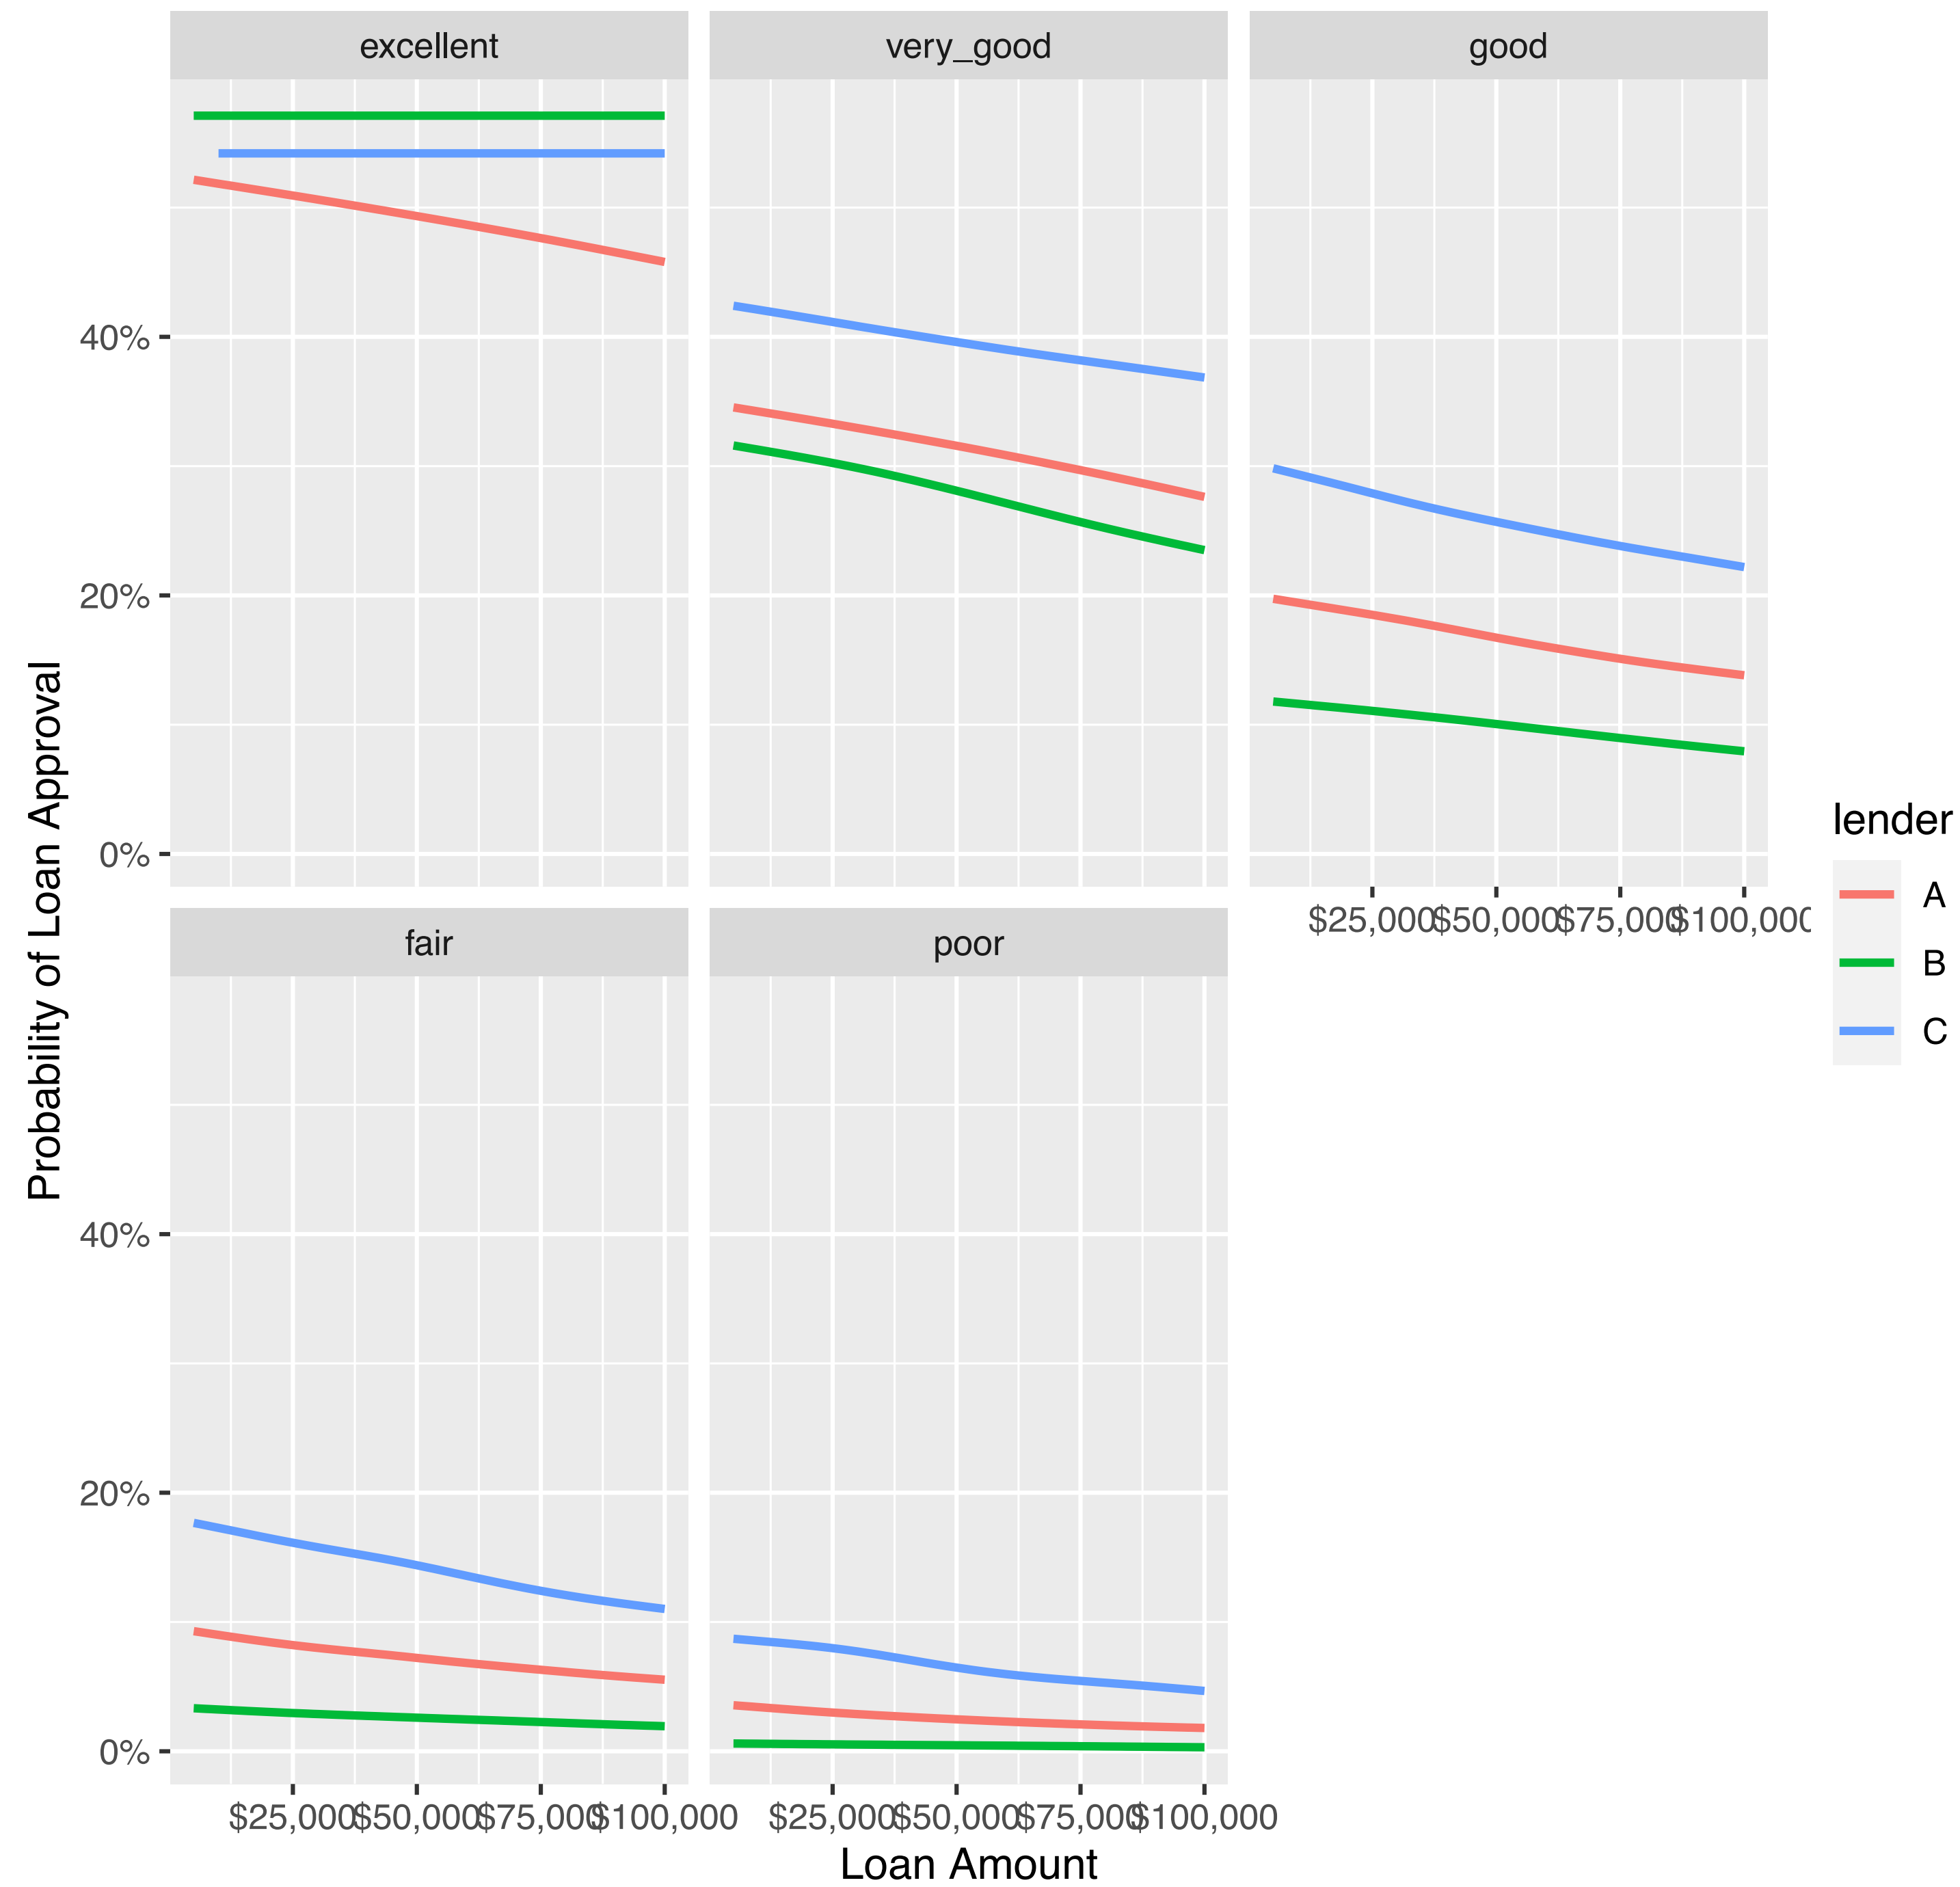 excellent
very_good
good
40%
20%
0%
$25,000 $50,000 $75,000 $100,000
fair
poor
40%
20%
0%
$25,000 $50,000 $75,000 $100,000
$25,000 $50,000 $75,000 $100,000
Loan Amount
Probability of Loan Approval
lender
A
B
C